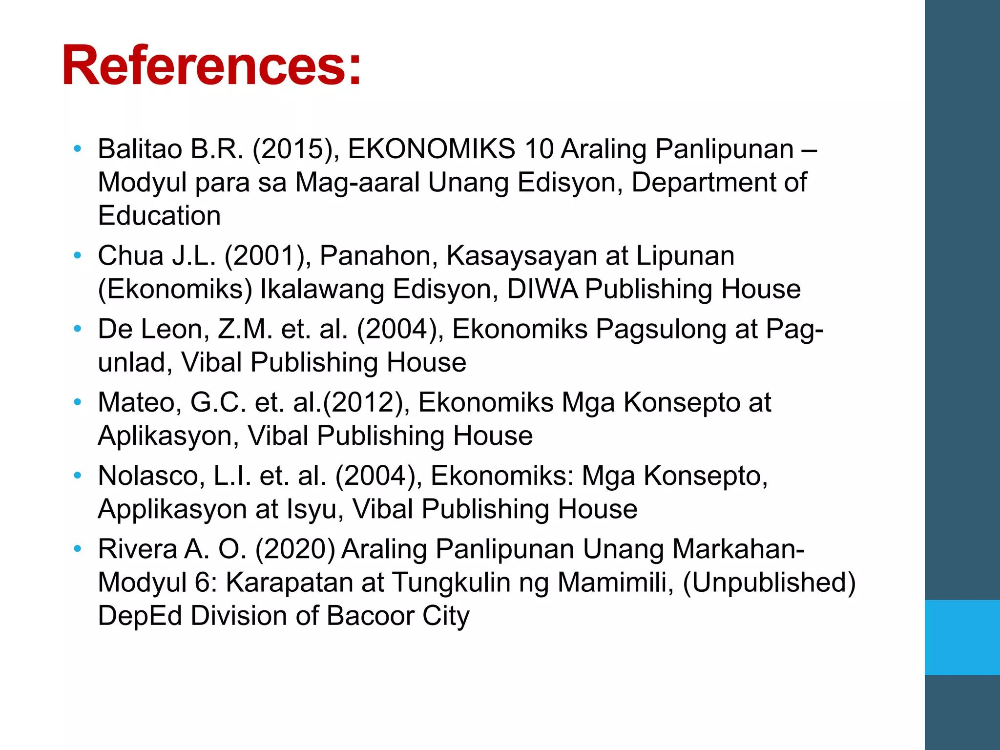 References:
• Balitao B.R. (2015), EKONOMIKS 10 Araling Panlipunan –
Modyul para sa Mag-aaral Unang Edisyon, Department of
Education
• Chua J.L. (2001), Panahon, Kasaysayan at Lipunan
(Ekonomiks) Ikalawang Edisyon, DIWA Publishing House
• De Leon, Z.M. et. al. (2004), Ekonomiks Pagsulong at Pag-
unlad, Vibal Publishing House
• Mateo, G.C. et. al.(2012), Ekonomiks Mga Konsepto at
Aplikasyon, Vibal Publishing House
• Nolasco, L.I. et. al. (2004), Ekonomiks: Mga Konsepto,
Applikasyon at Isyu, Vibal Publishing House
• Rivera A. O. (2020) Araling Panlipunan Unang Markahan-
Modyul 6: Karapatan at Tungkulin ng Mamimili, (Unpublished)
DepEd Division of Bacoor City